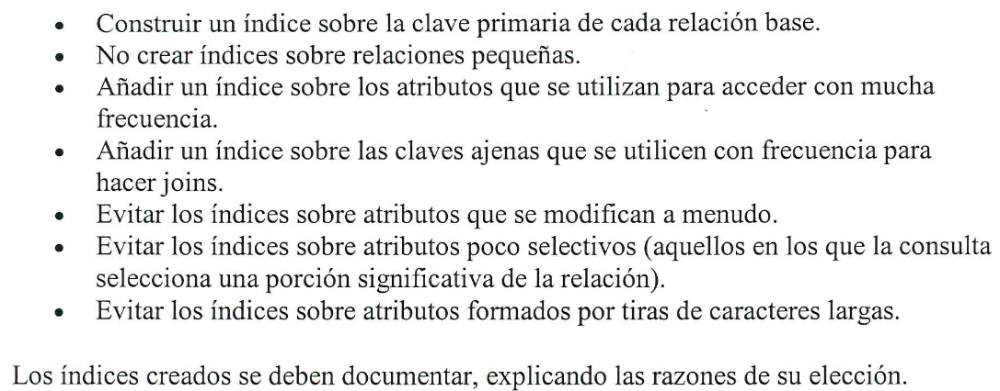 • Construir un índice sobre la clave primaria de cada relación base.
• No crear índices sobre relaciones pequeñas.
• Añadir un índice sobre los atributos que se utilizan para acceder con mucha
frecuencia.
• Añadir un índice sobre las claves ajenas que se utilicen con frecuencia para
hacer joins.
• Evitar los índices sobre atributos que se modifican a menudo.
• Evitar los índices sobre atributos poco selectivos (aquellos en los que la consulta
selecciona una porción significativa de la relación).
• Evitar los índices sobre atributos formados por tiras de caracteres largas.
Los índices creados se deben documentar, explicando las razones de su elección.